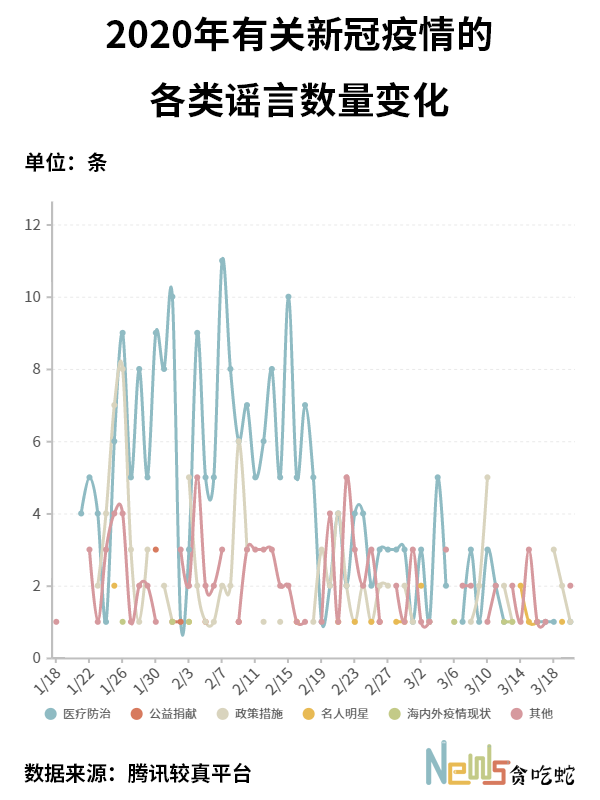 2020年有关新冠疫情的
各类谣言数量变化
单位：条
12
10
8
6
4
2
0
1/18 1/22 1/26 1/30 2/3 2/7 2/11 2/15 2/19 2/23 2/27 3/2 3/6 3/10 3/14 3/18
医疗防治 公益捐献 政策措施 名人明星 海内外疫情现状 其他
数据来源：腾讯较真平台
News贪吃蛇